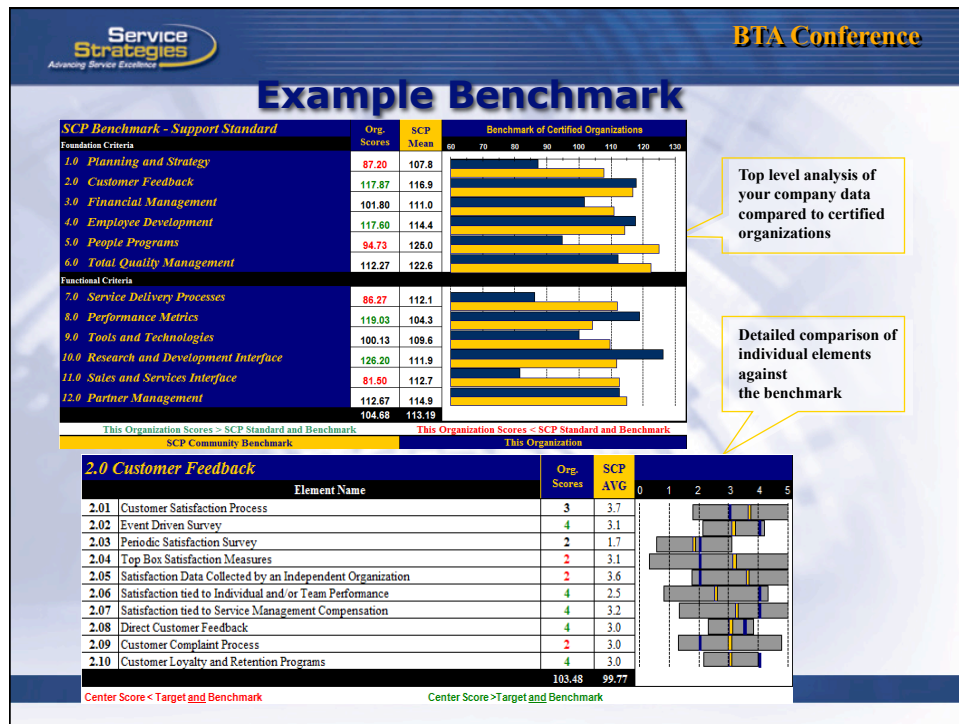 Service
Strategies
Advancing Service Excellence
BTA Conference
Example Benchmark
SCP Benchmark - Support Standard Org. Scores SCP Mean Benchmark of Certified Organizations
Foundation Criteria 60 70 80 90 100 110 120 130
1.0 Planning and Strategy 87.20 107.8
2.0 Customer Feedback 117.87 116.9
3.0 Financial Management 101.80 111.0
4.0 Employee Development 117.60 114.4
5.0 People Programs 94.73 125.0
6.0 Total Quality Management 112.27 122.6
Functional Criteria
7.0 Service Delivery Processes 86.27 112.1
8.0 Performance Metrics 119.03 104.3
9.0 Tools and Technologies 100.13 109.6
10.0 Research and Development Interface 126.20 111.9
11.0 Sales and Services Interface 81.50 112.7
12.0 Partner Management 112.67 114.9
104.68 113.19
This Organization Scores > SCP Standard and Benchmark This Organization Scores < SCP Standard and Benchmark
SCP Community Benchmark This Organization
Top level analysis of
your company data
compared to certified
organizations
Detailed comparison of
individual elements
against
the benchmark
2.0 Customer Feedback Org. Scores SCP AVG
Element Name 0 1 2 3 4 5
2.01 Customer Satisfaction Process 3 3.7
2.02 Event Driven Survey 4 3.1
2.03 Periodic Satisfaction Survey 2 1.7
2.04 Top Box Satisfaction Measures 2 3.1
2.05 Satisfaction Data Collected by an Independent Organization 2 3.6
2.06 Satisfaction tied to Individual and/or Team Performance 4 2.5
2.07 Satisfaction tied to Service Management Compensation 4 3.2
2.08 Direct Customer Feedback 4 3.0
2.09 Customer Complaint Process 2 3.0
2.10 Customer Loyalty and Retention Programs 4 3.0
103.48 99.77
Center Score < Target and Benchmark Center Score >Target and Benchmark